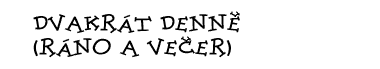 DVAKRÁT DENNĚ
(RÁNO A VEČER)